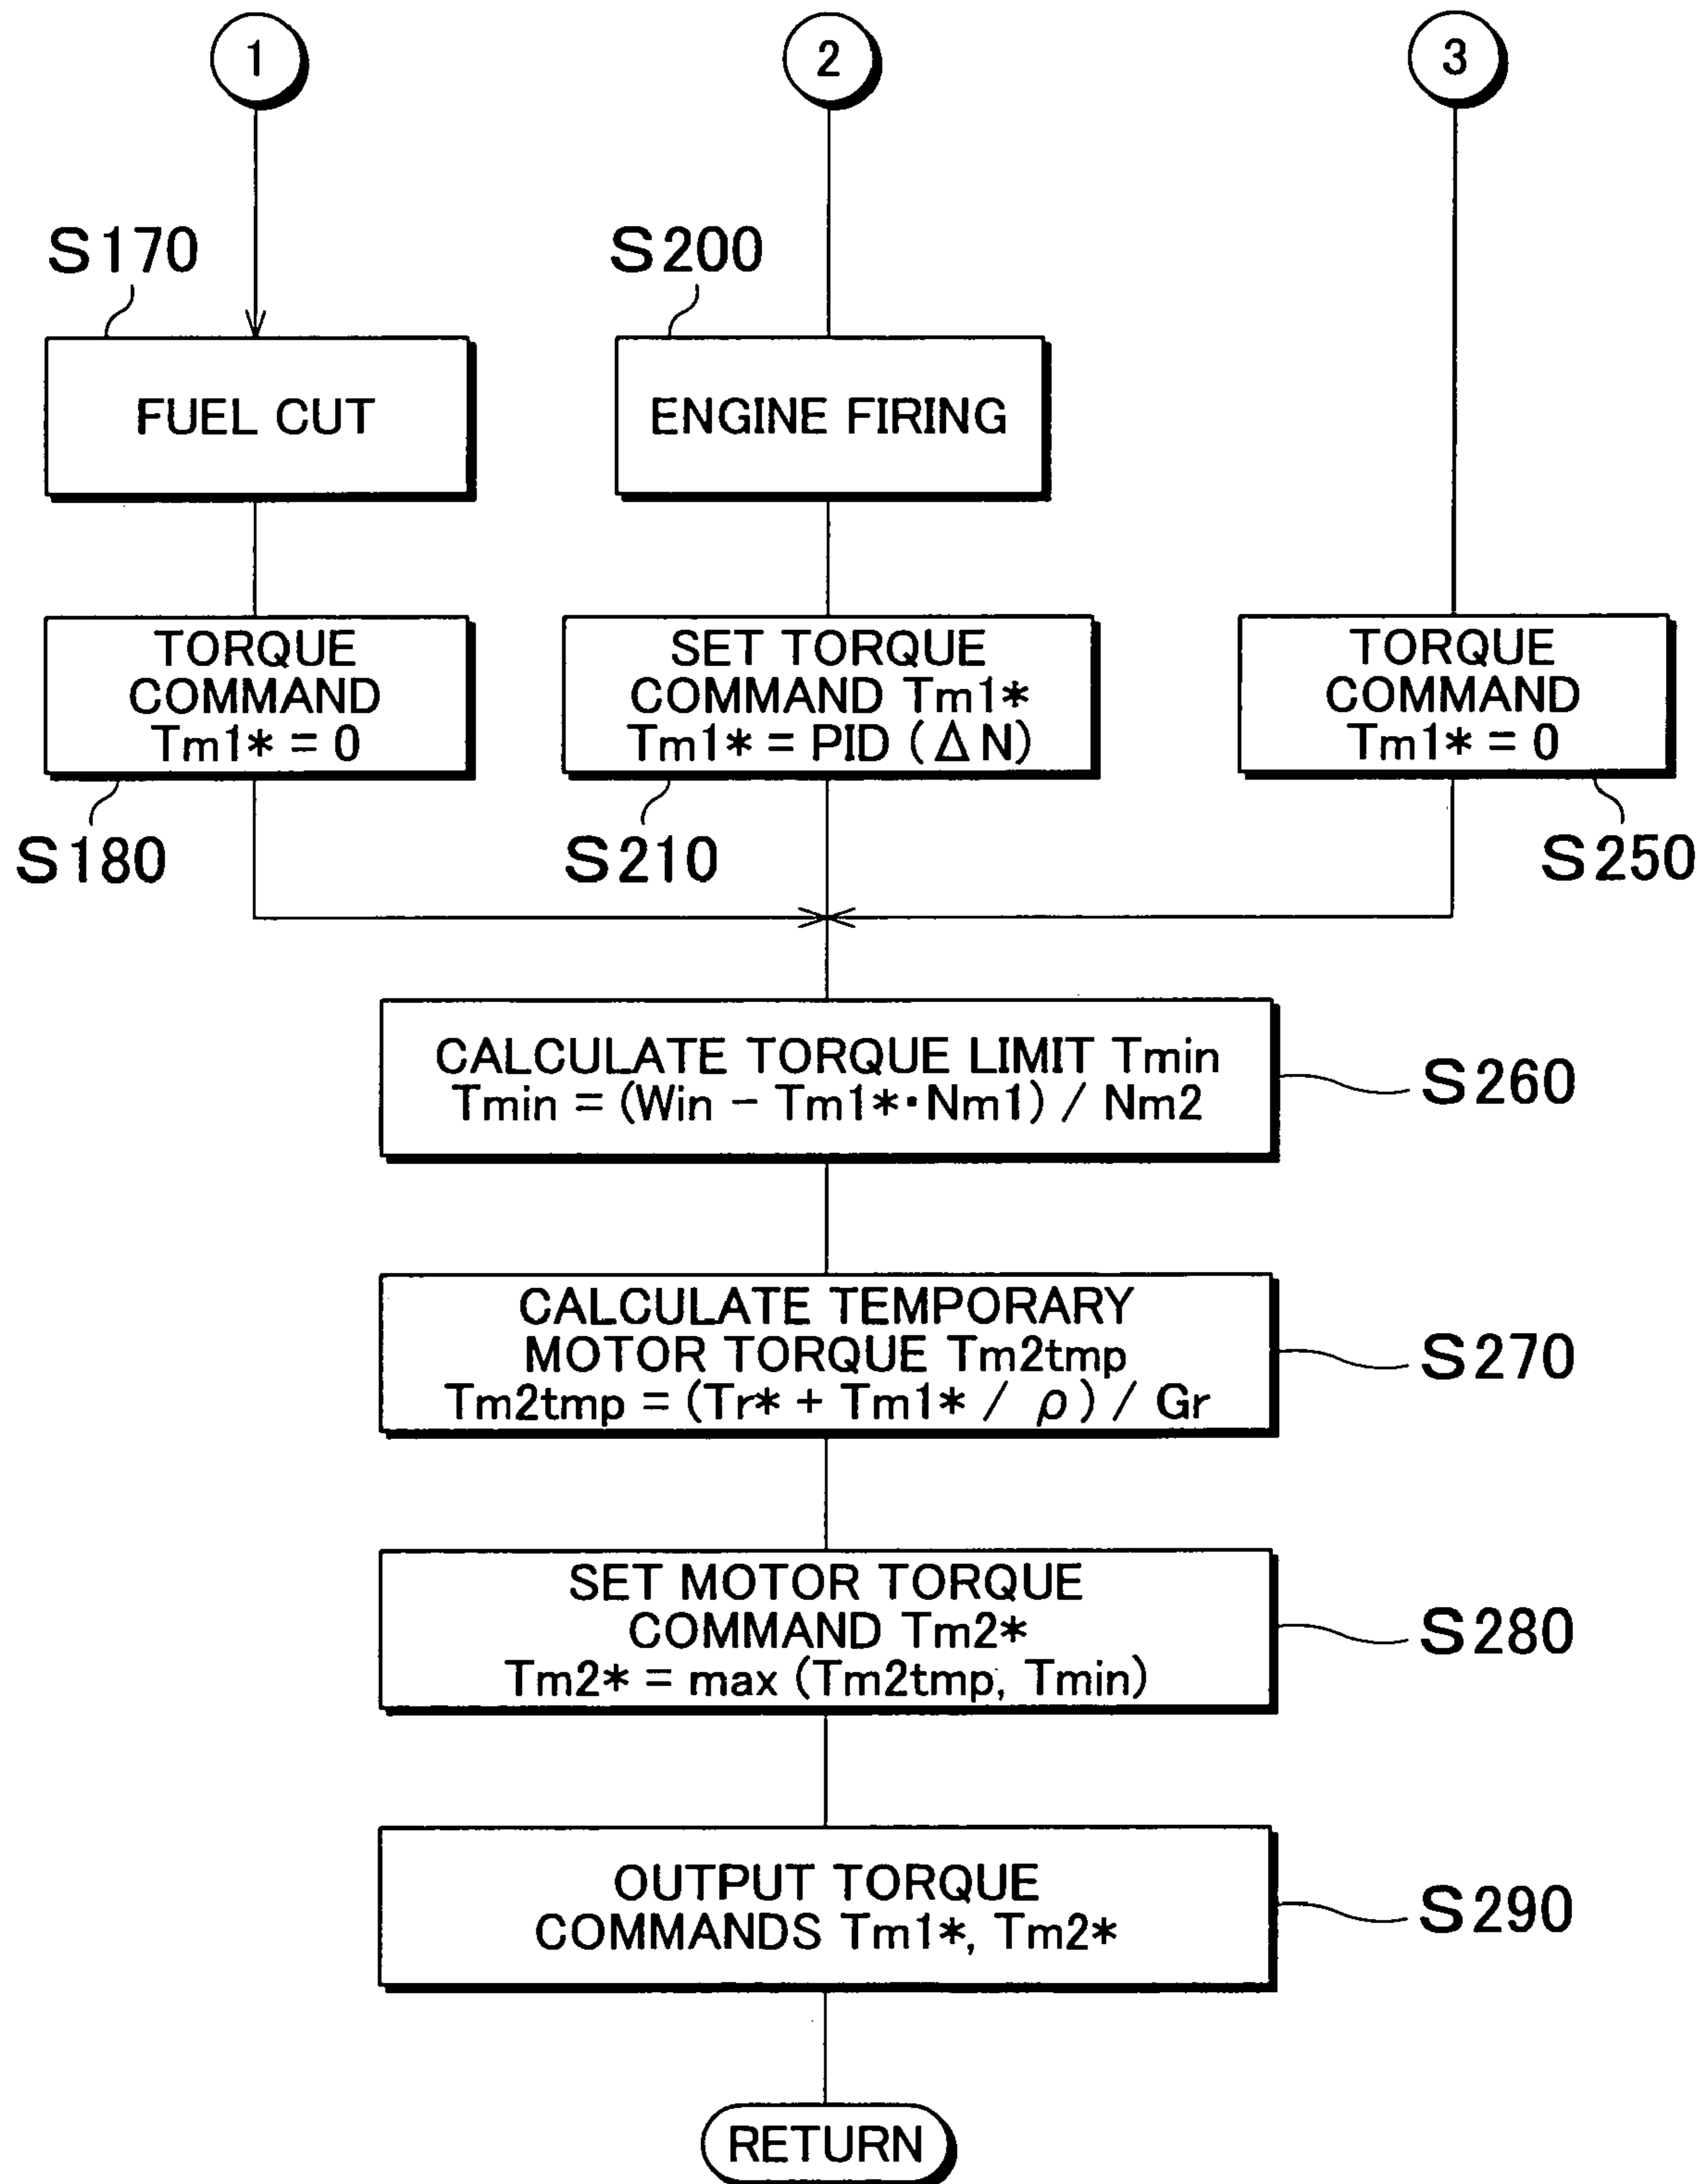 1
2
3
S170
S200
FUEL CUT
ENGINE FIRING
TORQUE
COMMAND
Tm1* = 0
SET TORQUE
COMMAND Tm1*
Tm1* = PID (ΔN)
TORQUE
COMMAND
Tm1* = 0
S180
S210
S250
CALCULATE TORQUE LIMIT Tmin
Tmin = (Win - Tm1*·Nm1) / Nm2
S260
CALCULATE TEMPORARY
MOTOR TORQUE Tm2tmp
Tm2tmp = (Tr* + Tm1* / ρ) / Gr
S270
SET MOTOR TORQUE
COMMAND Tm2*
Tm2* = max (Tm2tmp, Tmin)
S280
OUTPUT TORQUE
COMMANDS Tm1*, Tm2*
S290
RETURN